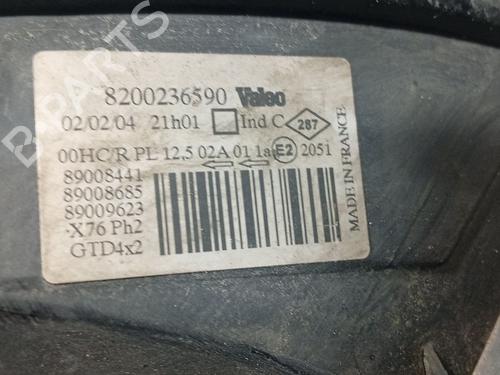 B-PARTS
8200236590 Valeo
02/02/04 21h01 Ind C 287
00HC/R PL 12,5 02A 01 1a E2 2051
89008441
89008685
89009623
X76 Ph2
GTD4x2
MADE IN FRANCE